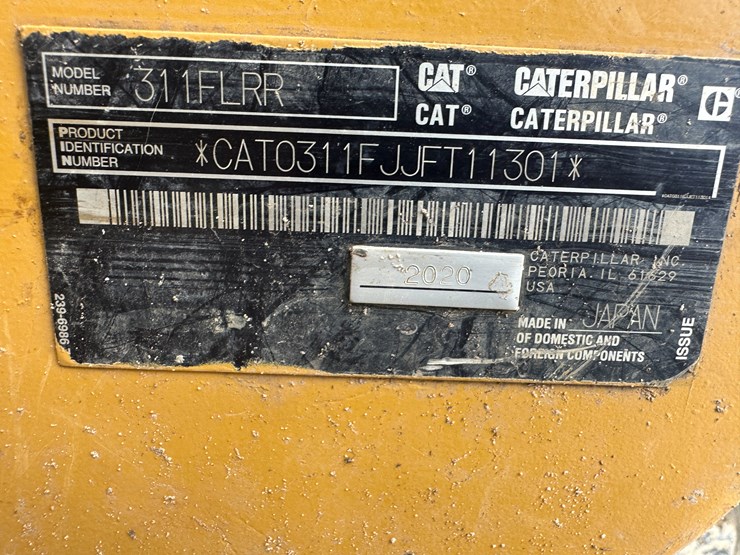 MODEL
NUMBER 311FLRR
CAT® CATERPILLAR®
CAT® CATERPILLAR®
PRODUCT
IDENTIFICATION
NUMBER *CAT0311FJJFT11301*
2020
CATERPILLAR INC.
PEORIA. IL 61629
USA
MADE IN JAPAN
OF DOMESTIC AND
FOREIGN COMPONENTS
239-6986
ISSUE